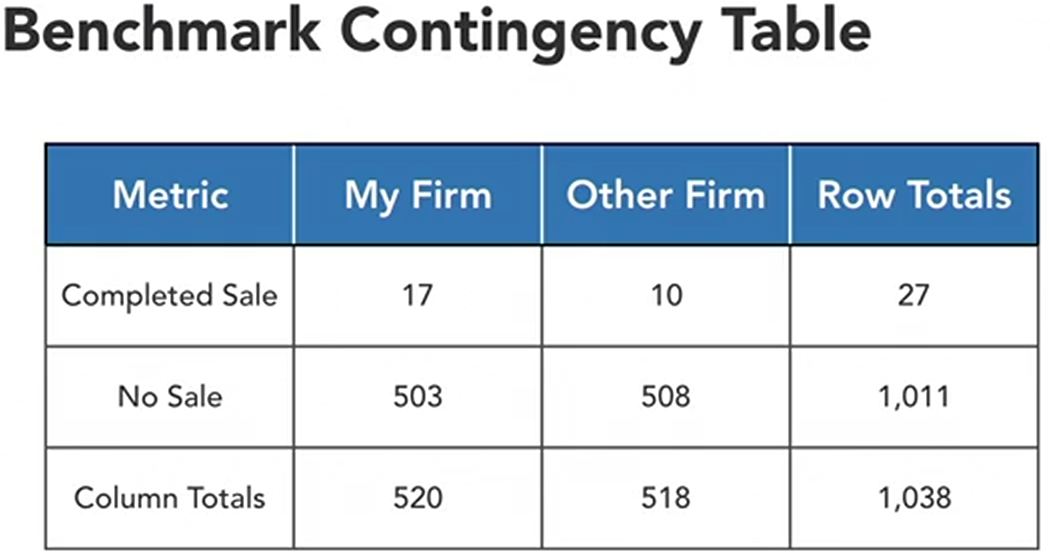 Benchmark Contingency Table
Metric My Firm Other Firm Row Totals
Completed Sale 17 10 27
No Sale 503 508 1,011
Column Totals 520 518 1,038